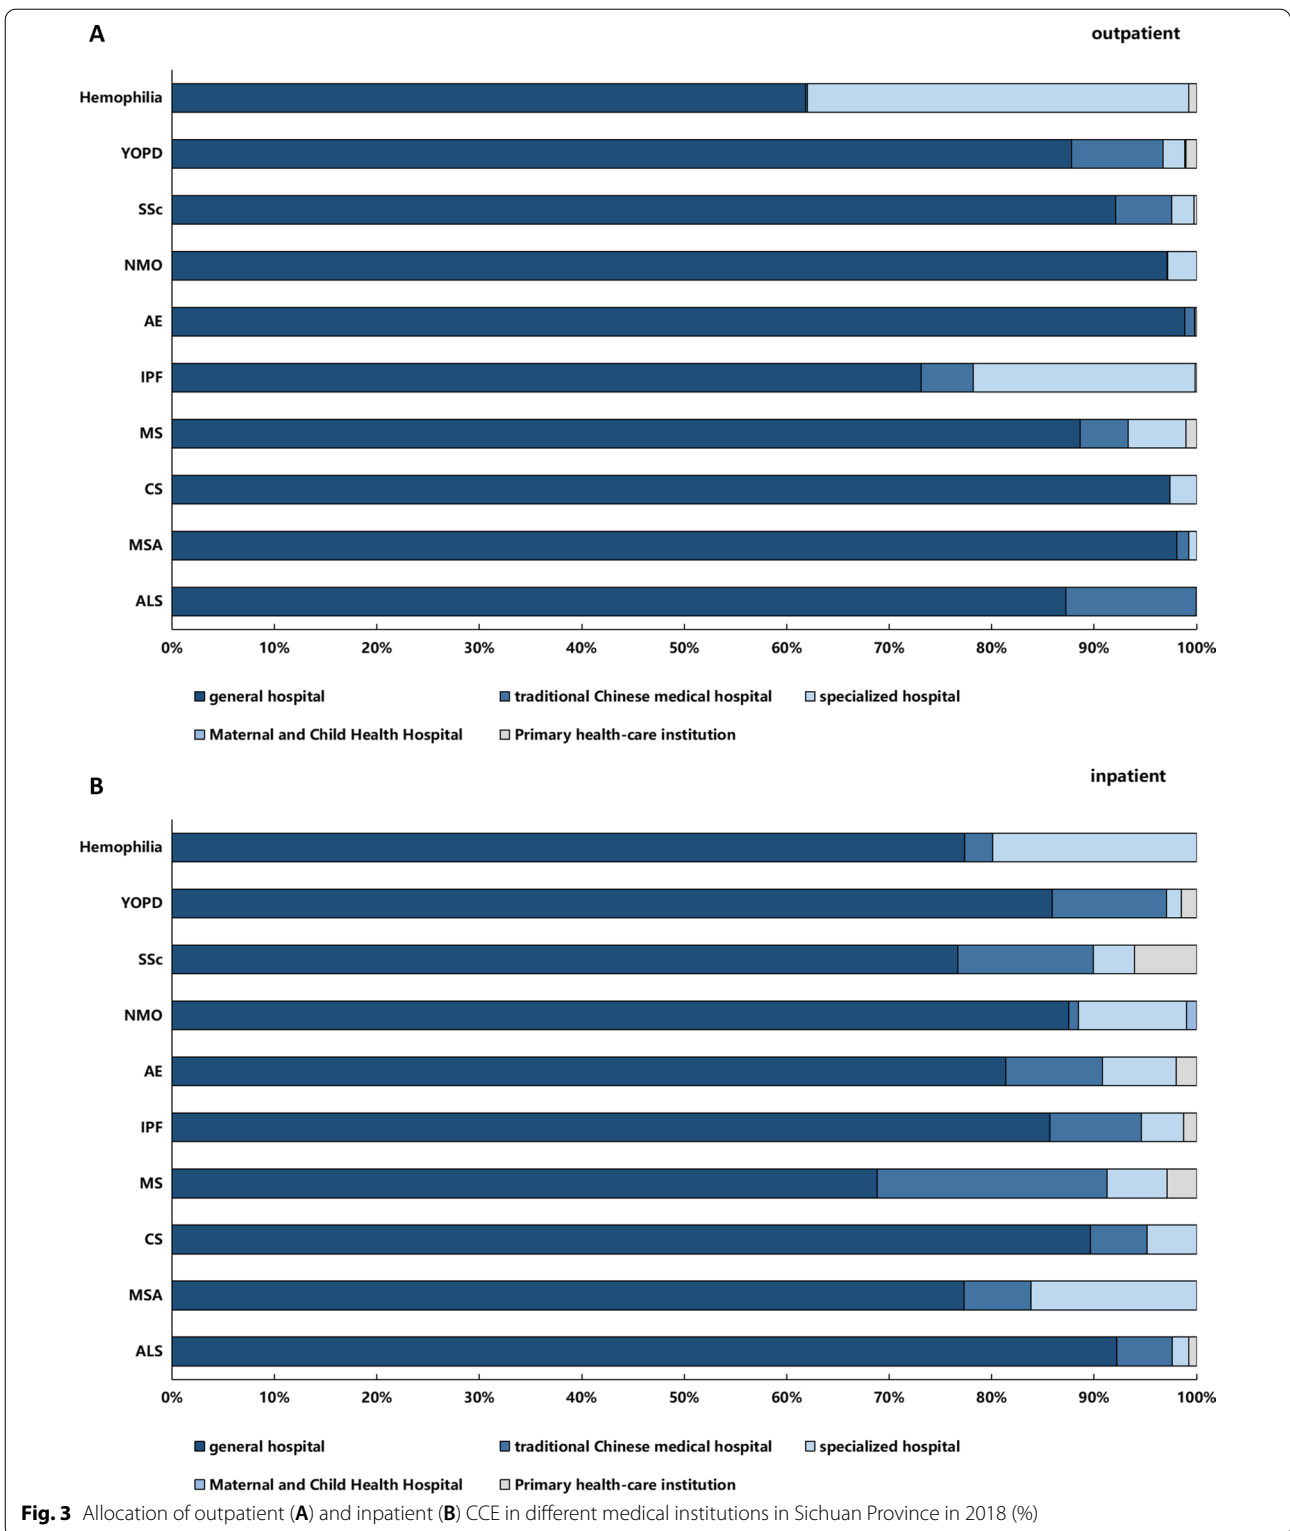 A
outpatient
Hemophilia
YOPD
SSc
NMO
AE
IPF
MS
CS
MSA
ALS
0% 10% 20% 30% 40% 50% 60% 70% 80% 90% 100%
general hospital traditional Chinese medical hospital specialized hospital
Maternal and Child Health Hospital Primary health-care institution
B
inpatient
Hemophilia
YOPD
SSc
NMO
AE
IPF
MS
CS
MSA
ALS
0% 10% 20% 30% 40% 50% 60% 70% 80% 90% 100%
general hospital traditional Chinese medical hospital specialized hospital
Maternal and Child Health Hospital Primary health-care institution
Fig. 3 Allocation of outpatient (A) and inpatient (B) CCE in different medical institutions in Sichuan Province in 2018 (%)